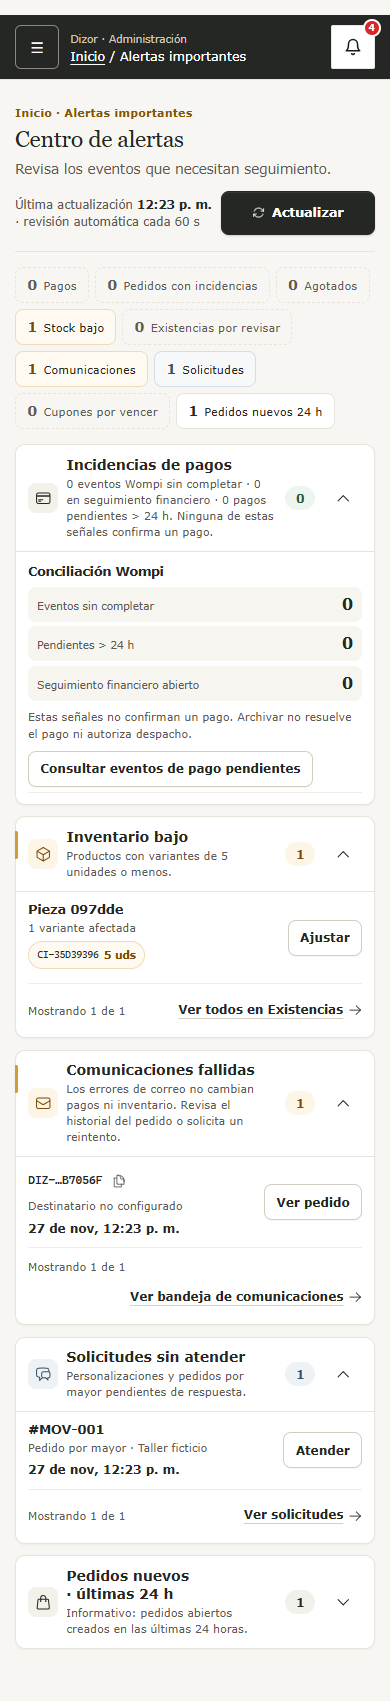 Dizor · Administración
Inicio / Alertas importantes
4
Inicio · Alertas importantes
Centro de alertas
Revisa los eventos que necesitan seguimiento.
Última actualización 12:23 p. m.
· revisión automática cada 60 s
Actualizar
0 Pagos
0 Pedidos con incidencias
0 Agotados
1 Stock bajo
0 Existencias por revisar
1 Comunicaciones
1 Solicitudes
0 Cupones por vencer
1 Pedidos nuevos 24 h
Incidencias de pagos
0 eventos Wompi sin completar · 0
en seguimiento financiero · 0 pagos
pendientes > 24 h. Ninguna de estas
señales confirma un pago.
0
Conciliación Wompi
Eventos sin completar 0
Pendientes > 24 h 0
Seguimiento financiero abierto 0
Estas señales no confirman un pago. Archivar no resuelve
el pago ni autoriza despacho.
Consultar eventos de pago pendientes
Inventario bajo
Productos con variantes de 5
unidades o menos.
1
Pieza 097dde
1 variante afectada
CI-35D39396 5 uds
Ajustar
Mostrando 1 de 1
Ver todos en Existencias →
Comunicaciones fallidas
Los errores de correo no cambian
pagos ni inventario. Revisa el
historial del pedido o solicita un
reintento.
1
DIZ-…B7056F
Destinatario no configurado
27 de nov, 12:23 p. m.
Ver pedido
Mostrando 1 de 1
Ver bandeja de comunicaciones →
Solicitudes sin atender
Personalizaciones y pedidos por
mayor pendientes de respuesta.
1
#MOV-001
Pedido por mayor · Taller ficticio
27 de nov, 12:23 p. m.
Atender
Mostrando 1 de 1
Ver solicitudes →
Pedidos nuevos
· últimas 24 h
Informativo: pedidos abiertos
creados en las últimas 24 horas.
1